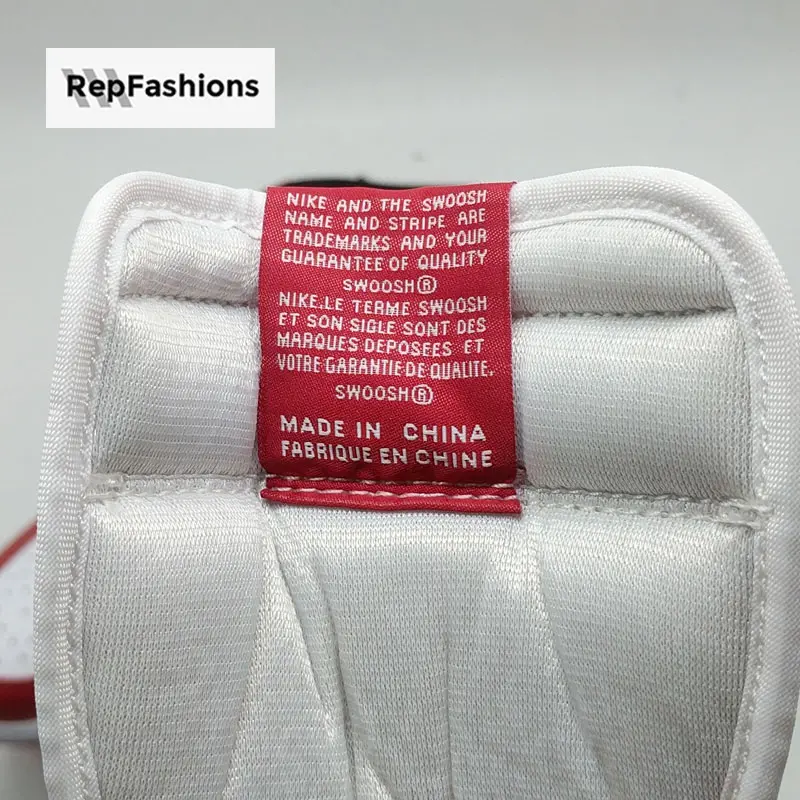 RepFashions
NIKE AND THE SWOOSH
NAME AND STRIPE ARE
TRADEMARKS AND YOUR
GUARANTEE OF QUALITY
SWOOSH®
NIKE.LE TERME SWOOSH
ET SON SIGLE SONT DES
MARQUES DEPOSEES ET
VOTRE GARANTIE DE QUALITE.
SWOOSH®
MADE IN CHINA
FABRIQUE EN CHINE